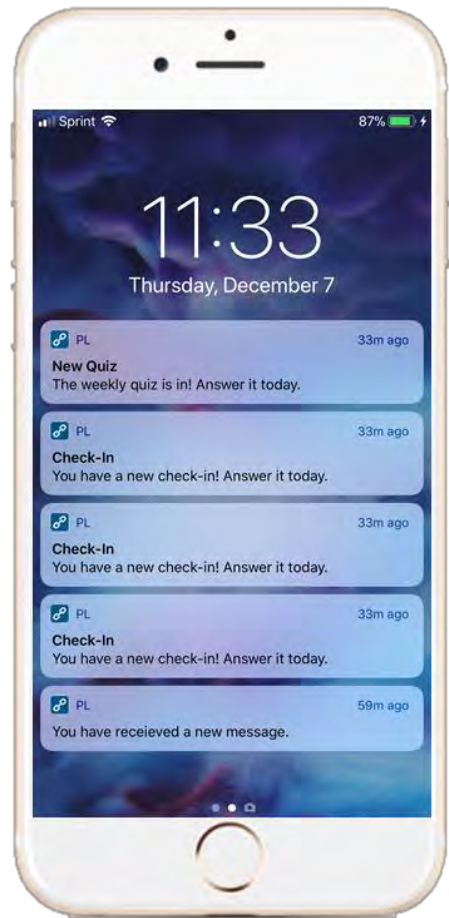 Sprint 87%
11:33
Thursday, December 7
PL 33m ago
New Quiz
The weekly quiz is in! Answer it today.
PL 33m ago
Check-In
You have a new check-in! Answer it today.
PL 33m ago
Check-In
You have a new check-in! Answer it today.
PL 33m ago
Check-In
You have a new check-in! Answer it today.
PL 59m ago
You have receieved a new message.